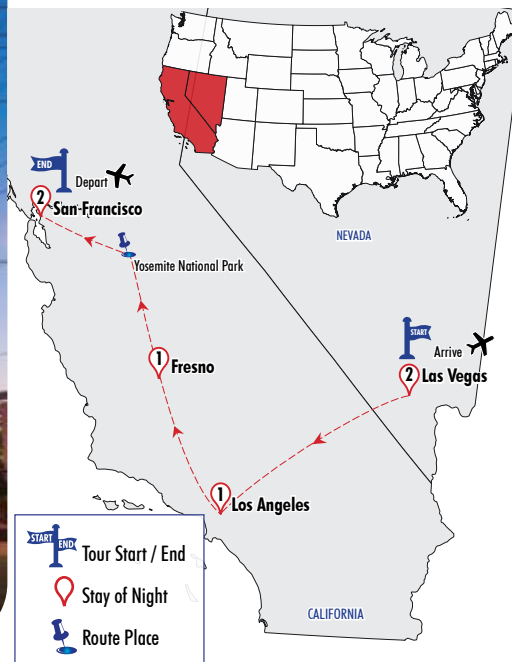 END
Depart
2
San-Francisco
Yosemite National Park
NEVADA
START
Arrive
2
Las Vegas
1
Fresno
1
Los Angeles
START
END
Tour Start / End
Stay of Night
Route Place
CALIFORNIA